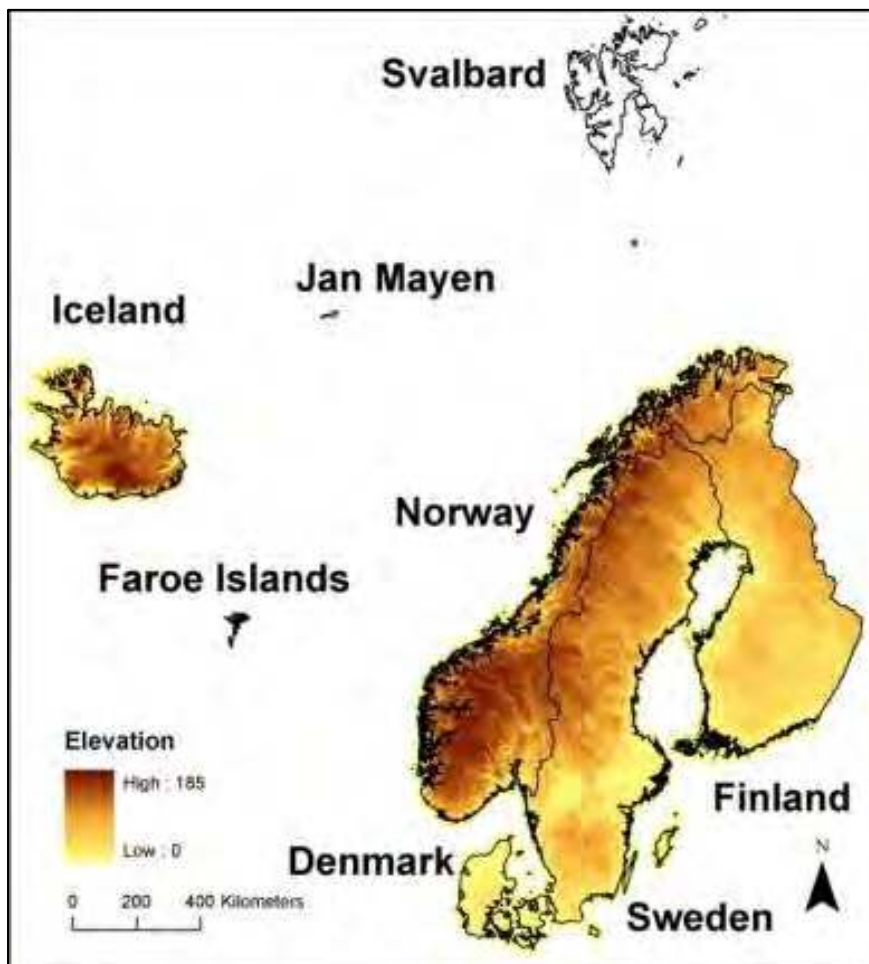 Svalbard
Jan Mayen
Iceland
Norway
Faroe Islands
Elevation
High : 185
Low : 0
Finland
N
Denmark
0 200 400 Kilometers
Sweden